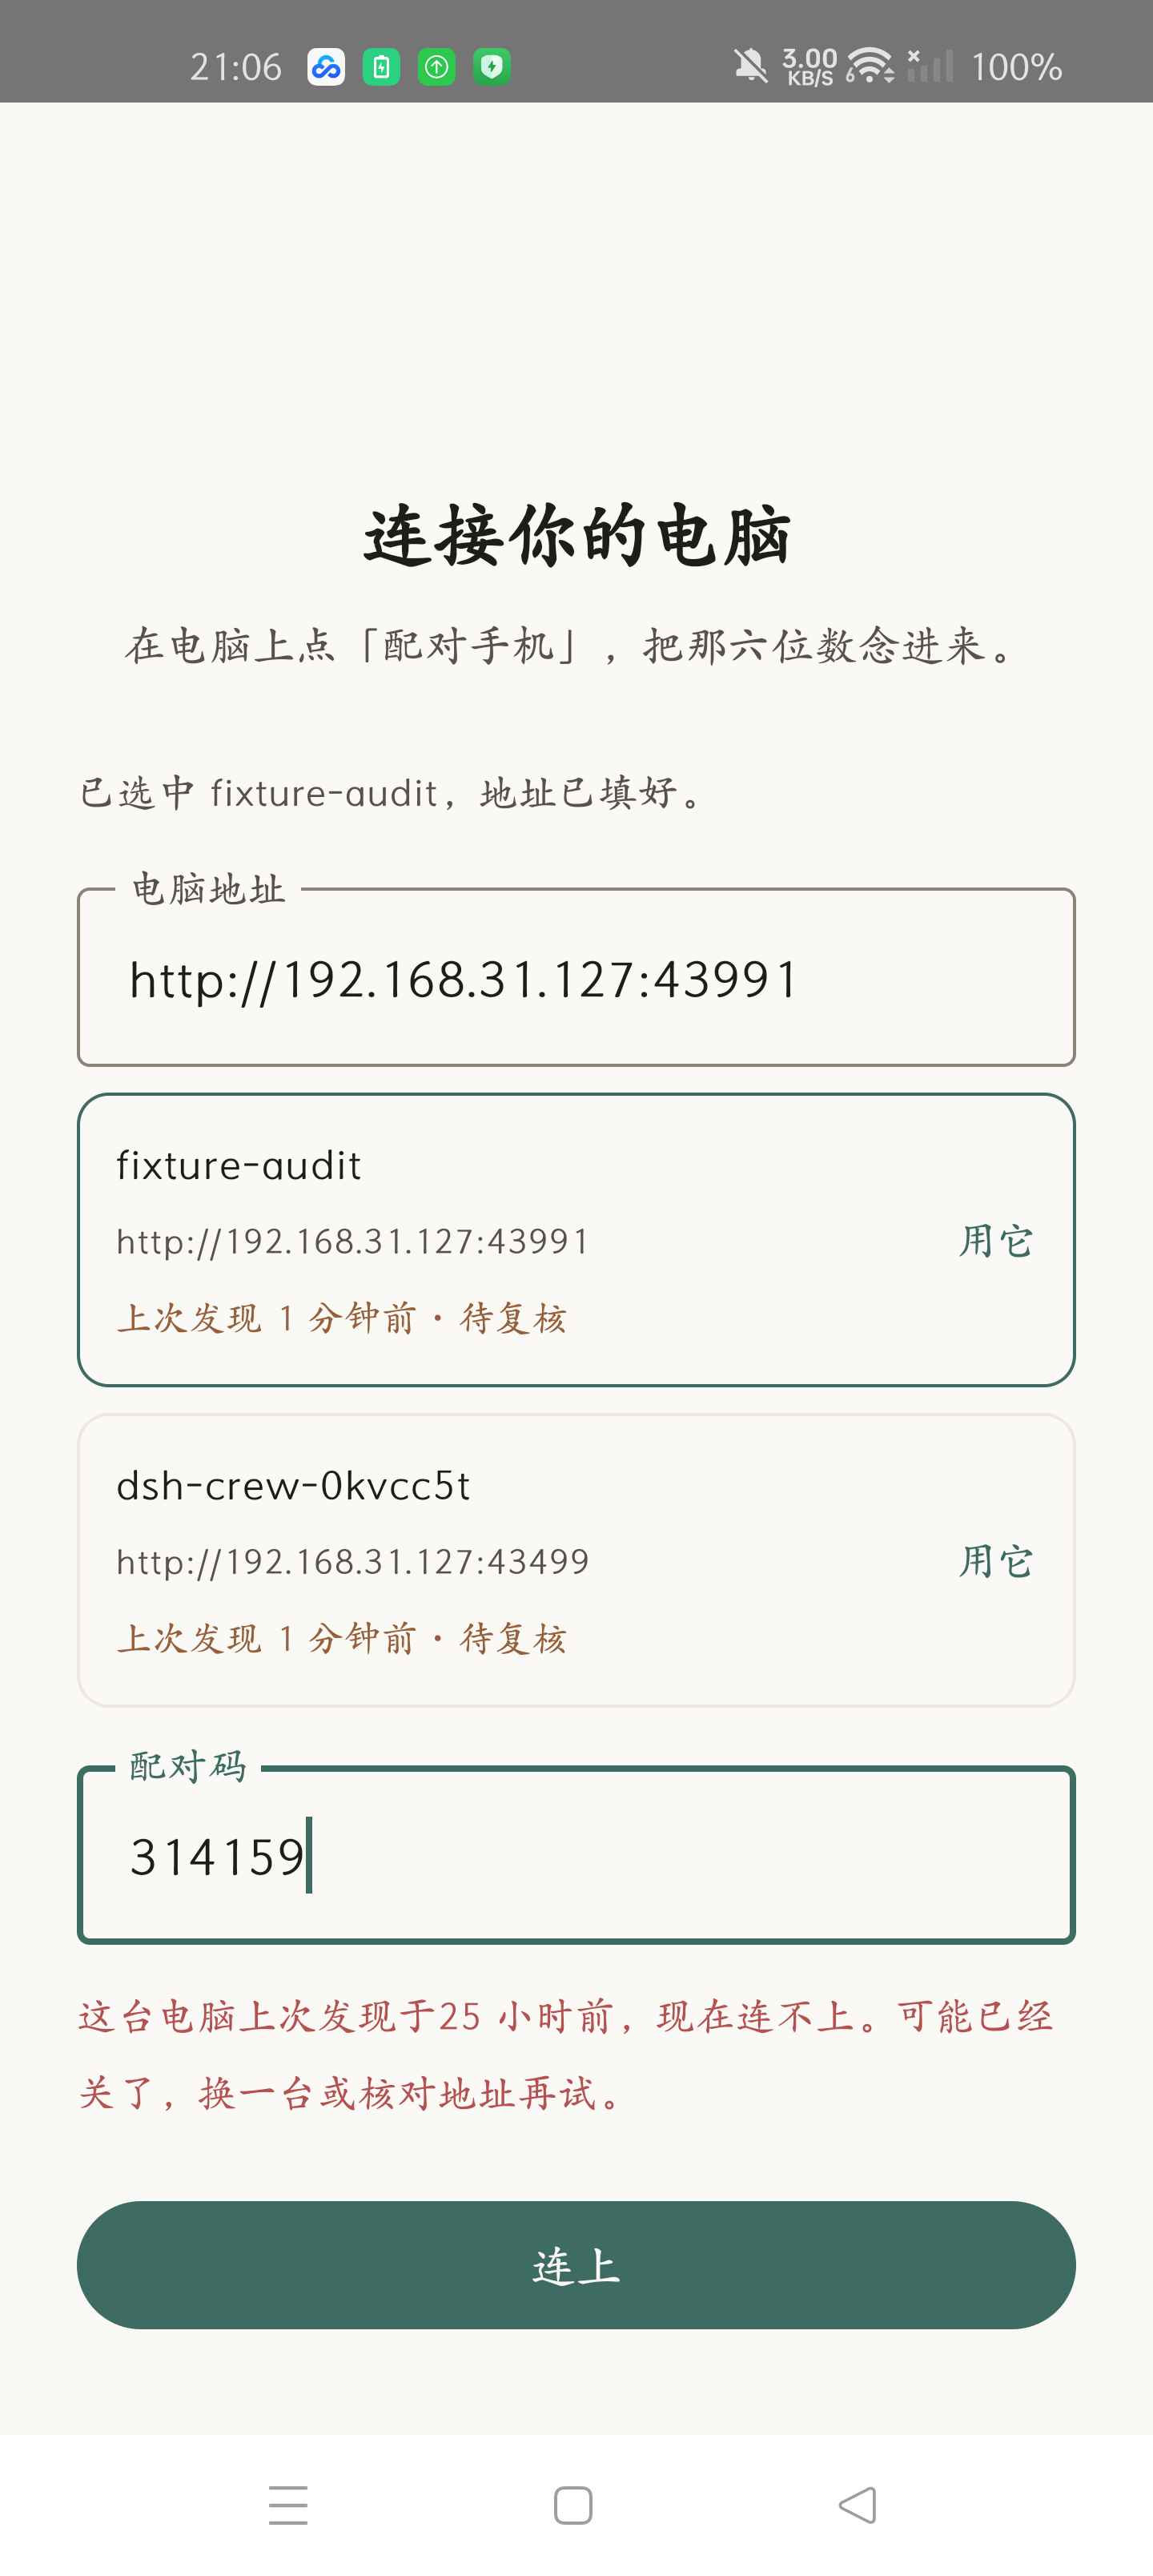 21:06
3.00 KB/S
6
100%
连接你的电脑
在电脑上点「配对手机」，把那六位数念进来。
已选中 fixture-audit，地址已填好。
电脑地址
http://192.168.31.127:43991
fixture-audit
http://192.168.31.127:43991
用它
上次发现 1 分钟前 · 待复核
dsh-crew-0kvcc5t
http://192.168.31.127:43499
用它
上次发现 1 分钟前 · 待复核
配对码
314159
这台电脑上次发现于25 小时前，现在连不上。可能已经
关了，换一台或核对地址再试。
连上